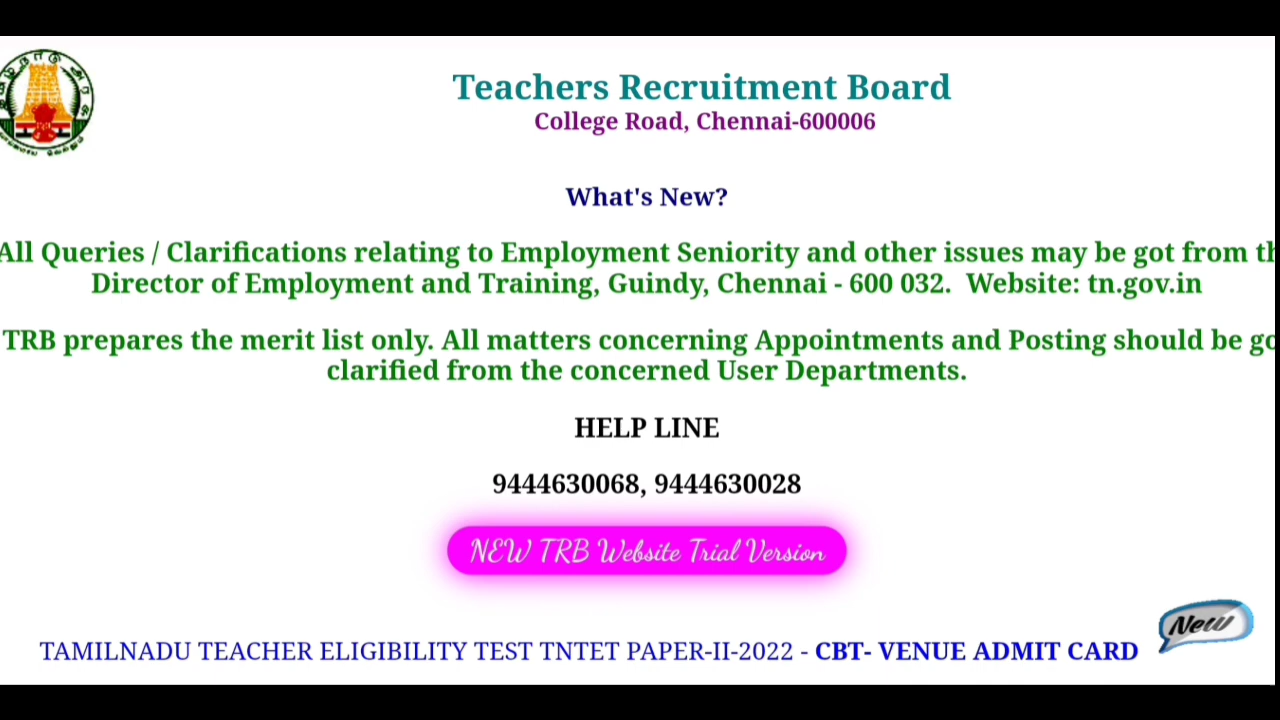 Teachers Recruitment Board
College Road, Chennai-600006
What's New?
All Queries / Clarifications relating to Employment Seniority and other issues may be got from th
Director of Employment and Training, Guindy, Chennai - 600 032. Website: tn.gov.in
TRB prepares the merit list only. All matters concerning Appointments and Posting should be go
clarified from the concerned User Departments.
HELP LINE
9444630068, 9444630028
NEW TRB Website Trial Version
New
TAMILNADU TEACHER ELIGIBILITY TEST TNTET PAPER-II-2022 - CBT- VENUE ADMIT CARD